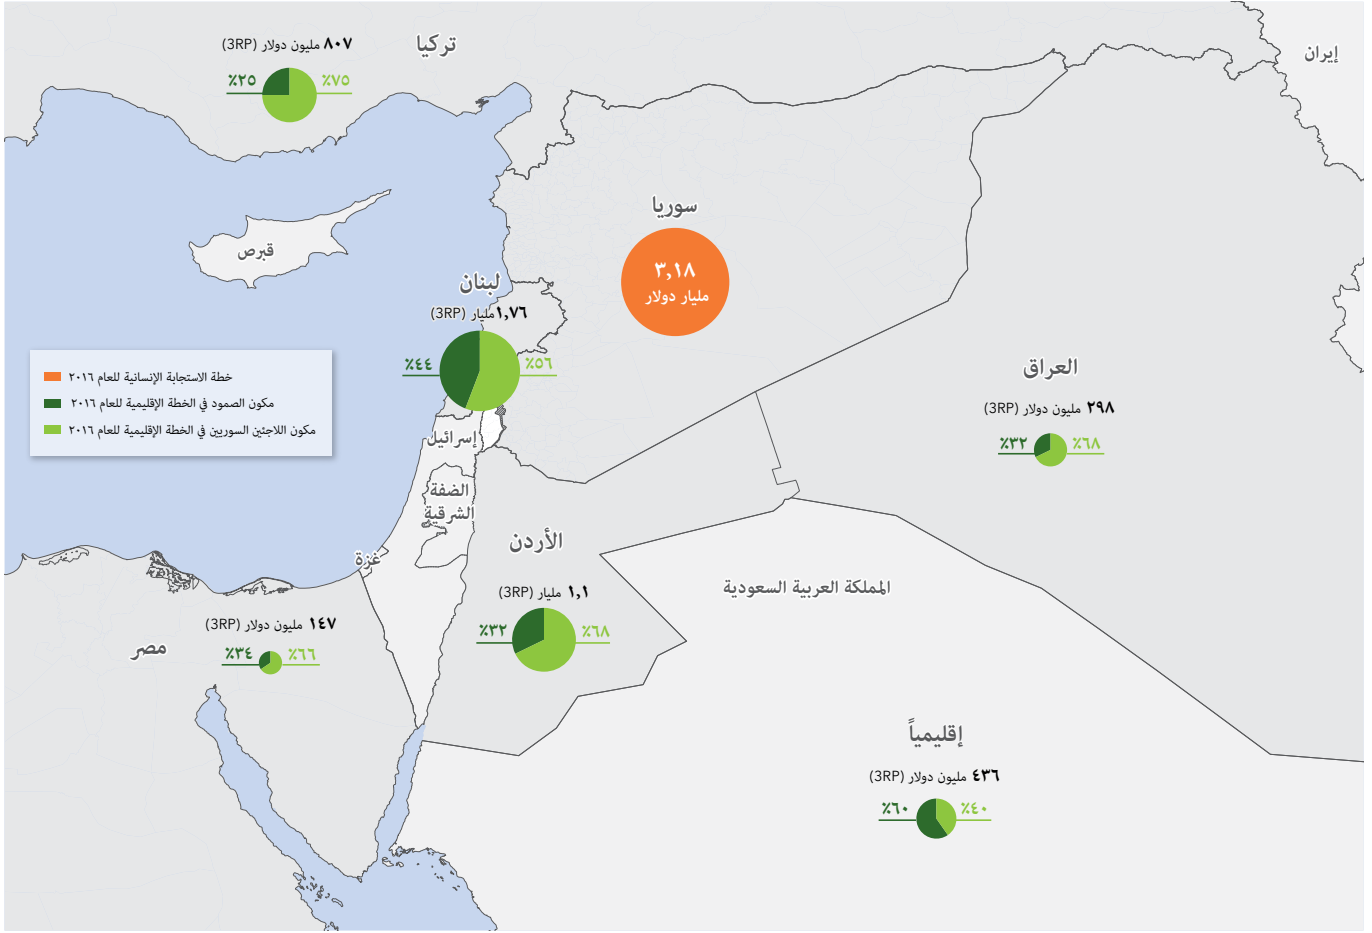 تركيا
٨٠٧ مليون دولار (3RP)
٪٢٥
٪٧٥
إيران
سوريا
٣,١٨
مليار دولار
قبرص
لبنان
١,٧٦مليار (3RP)
٪٤٤
٪٥٦
خطة الاستجابة الإنسانية للعام ٢٠١٦
مكون الصمود في الخطة الإقليمية للعام ٢٠١٦
مكون اللاجئين السوريين في الخطة الإقليمية للعام ٢٠١٦
العراق
٢٩٨ مليون دولار (3RP)
٪٣٢
٪٦٨
إسرائيل
الضفة
الشرقية
غزة
الأردن
١,١ مليار (3RP)
٪٣٢
٪٦٨
المملكة العربية السعودية
مصر
١٤٧ مليون دولار (3RP)
٪٣٤
٪٦٦
إقليمياً
٤٣٦ مليون دولار (3RP)
٪٦٠
٪٤٠